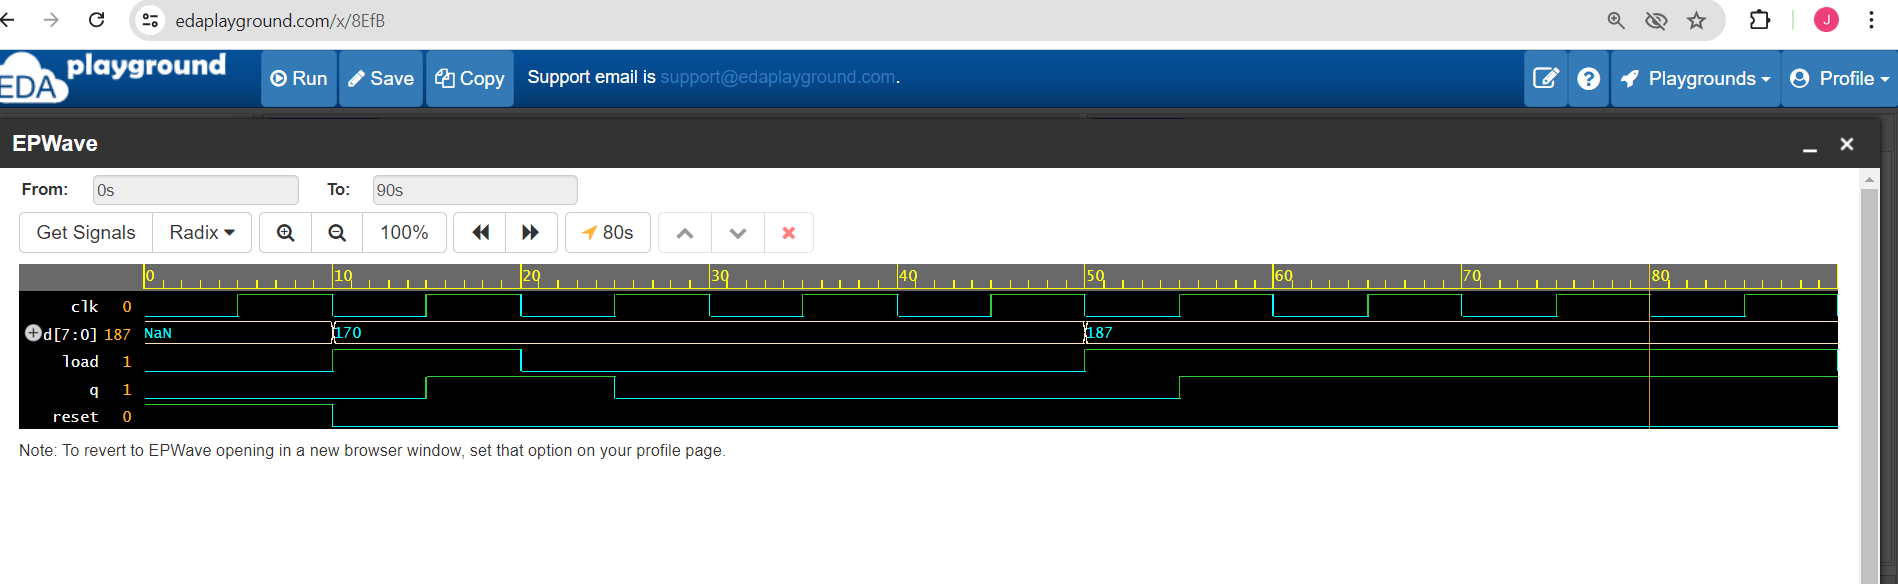 edaplayground.com/x/8EfB
J
EDA playground Run Save Copy Support email is support@edaplayground.com. ? Playgrounds Profile
EPWave
From: 0s To: 90s
Get Signals Radix 100% 80s
0 10 20 30 40 50 60 70 80
clk 0
d[7:0] 187 NaN 170 187
load 1
q 1
reset 0
Note: To revert to EPWave opening in a new browser window, set that option on your profile page.